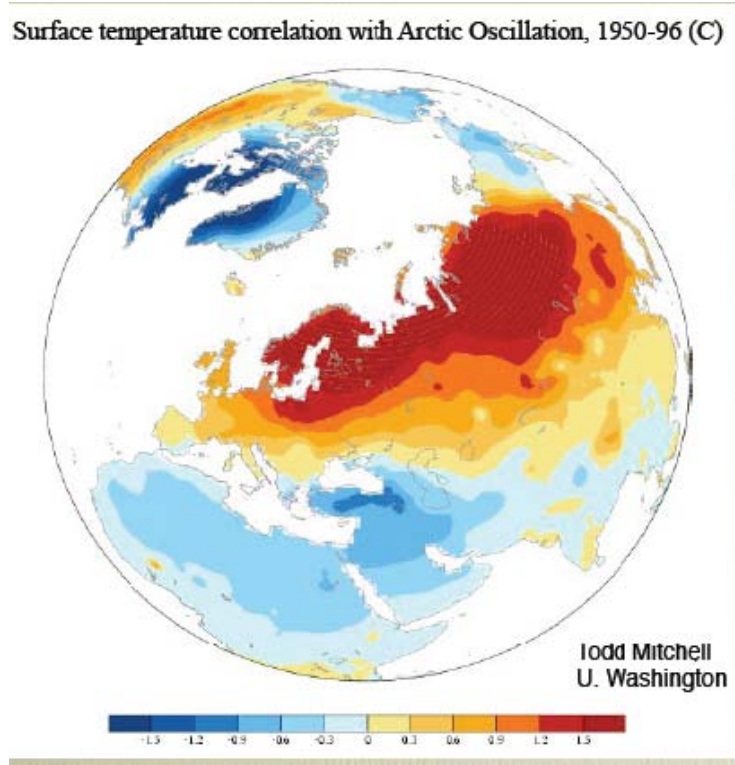 Surface temperature correlation with Arctic Oscillation, 1950-96 (C)
Todd Mitchell
U. Washington
-1.5 -1.2 -0.9 -0.6 -0.3 0 0.3 0.6 0.9 1.2 1.5